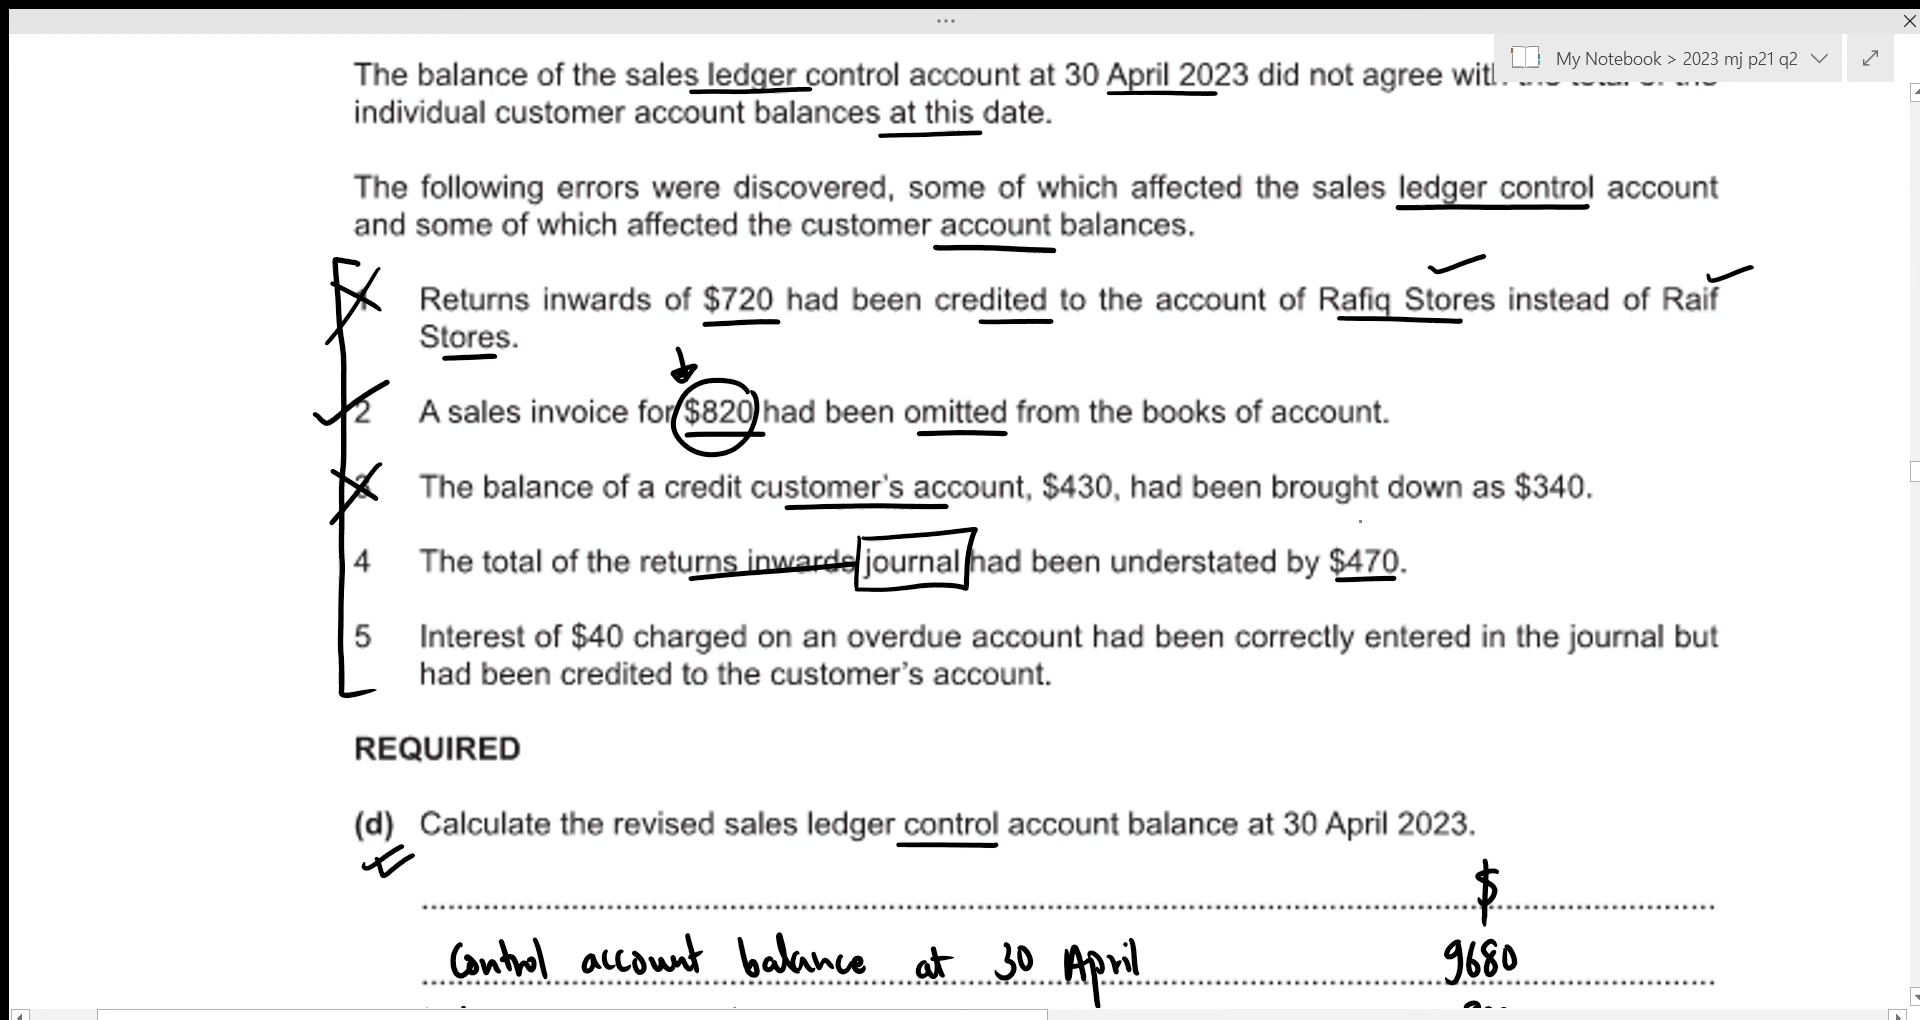 My Notebook > 2023 mj p21 q2
The balance of the sales ledger control account at 30 April 2023 did not agree with the total of the
individual customer account balances at this date.
The following errors were discovered, some of which affected the sales ledger control account
and some of which affected the customer account balances.
1 Returns inwards of $720 had been credited to the account of Rafiq Stores instead of Raif
Stores.
2 A sales invoice for $820 had been omitted from the books of account.
3 The balance of a credit customer's account, $430, had been brought down as $340.
4 The total of the returns inwards journal had been understated by $470.
5 Interest of $40 charged on an overdue account had been correctly entered in the journal but
had been credited to the customer's account.
REQUIRED
(d) Calculate the revised sales ledger control account balance at 30 April 2023.
$
Control account balance at 30 April 9680